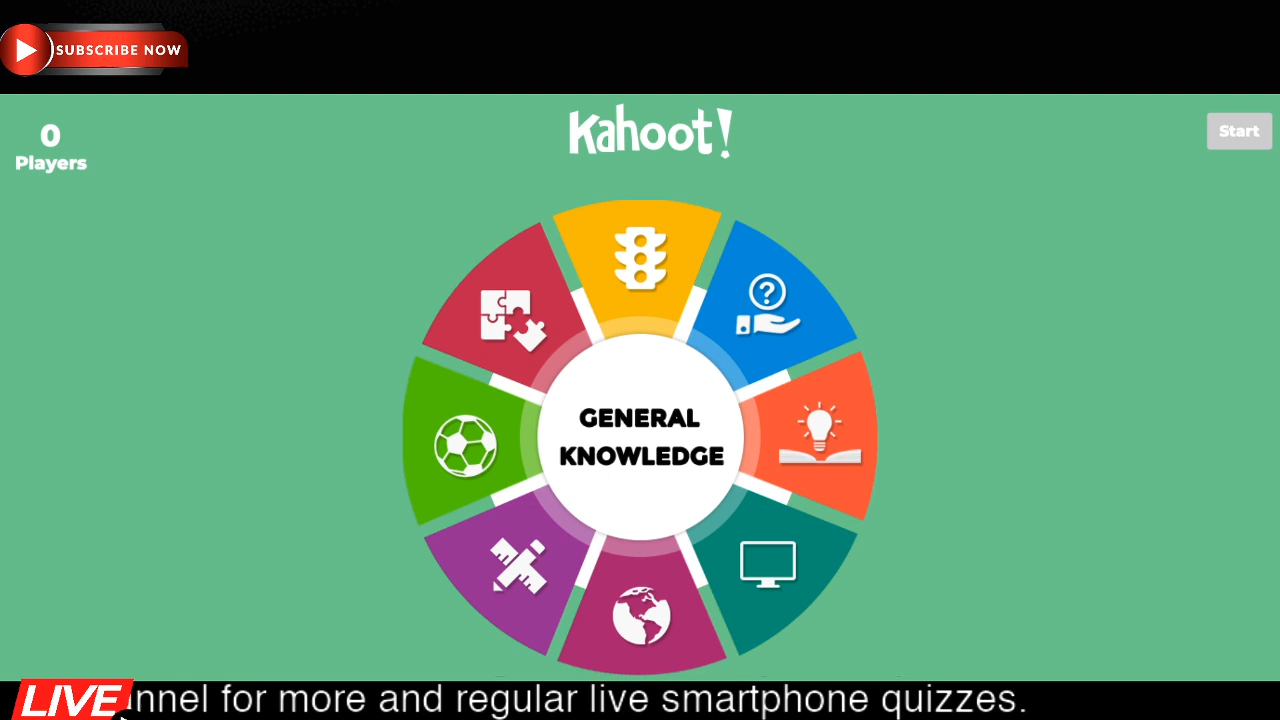 SUBSCRIBE NOW
0
Players
Kahoot!
Start
?
GENERAL
KNOWLEDGE
LIVE
nnel for more and regular live smartphone quizzes.